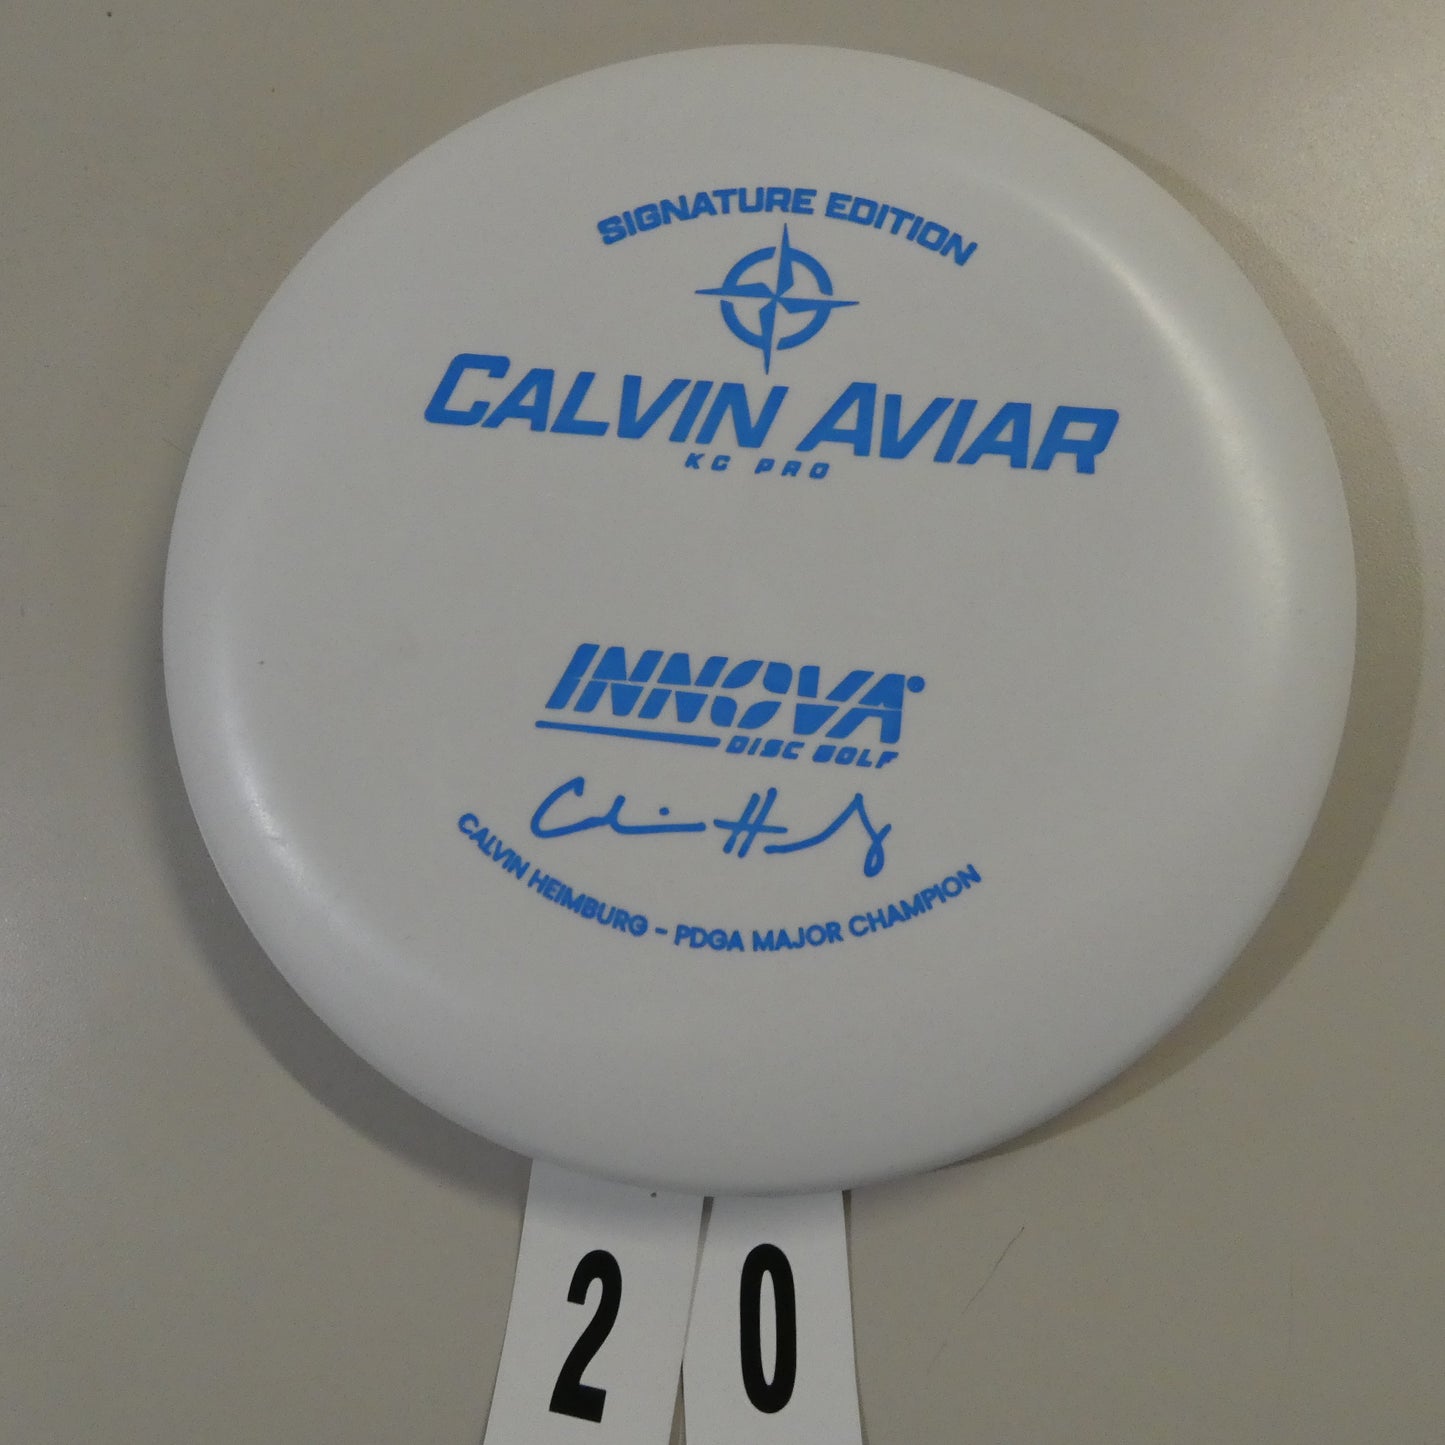 SIGNATURE EDITION
CALVIN AVIAR
KC PRO
INNOVA
DISC GOLF
CALVIN HEIMBURG - PDGA MAJOR CHAMPION
2 0